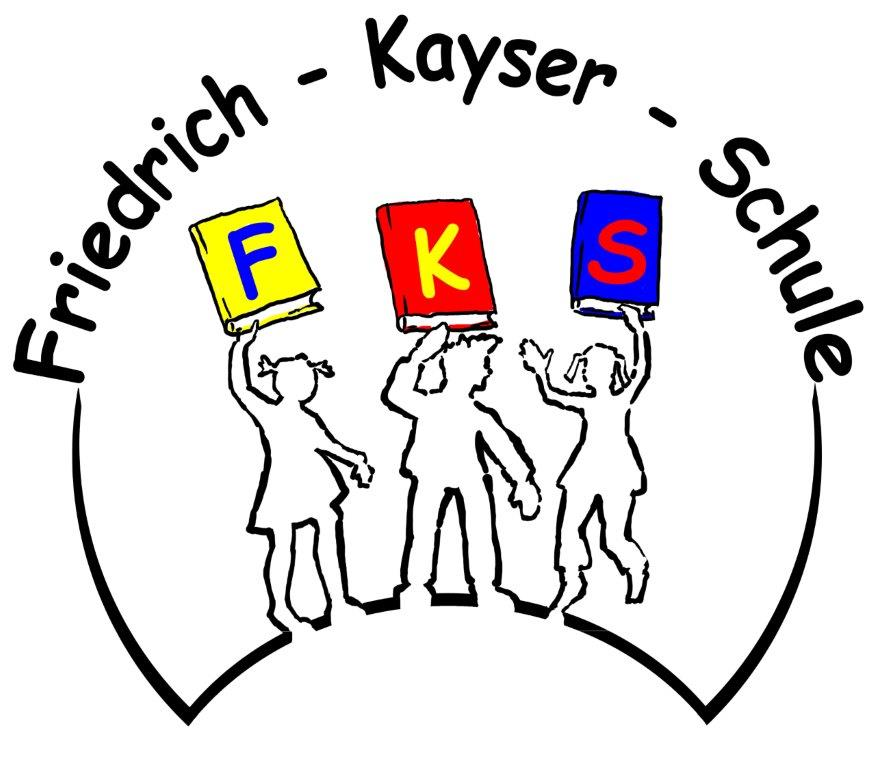 Friedrich - Kayser - Schule
F K S